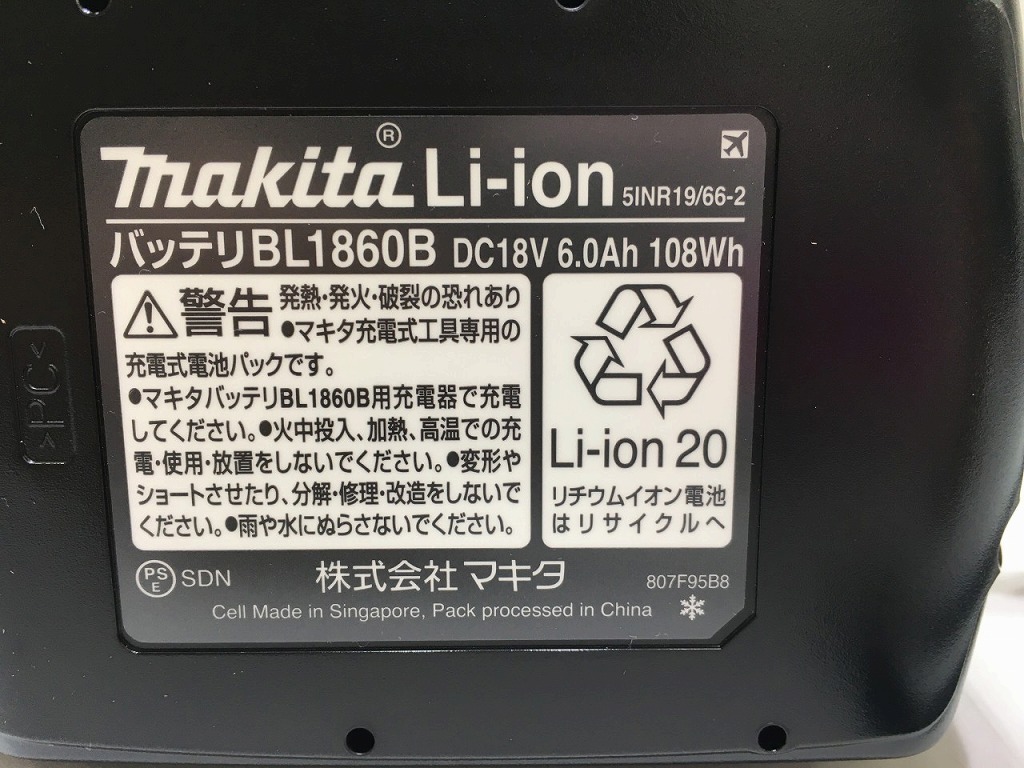 makita® Li-ion 5INR19/66-2
バッテリBL1860B DC18V 6.0Ah 108Wh
警告 発熱・発火・破裂の恐れあり
●マキタ充電式工具専用の
充電式電池パックです。
●マキタバッテリBL1860B用充電器で充電
してください。●火中投入、加熱、高温での充
電・使用・放置をしないでください。●変形や
ショートさせたり、分解・修理・改造をしないで
ください。●雨や水にぬらさないでください。
Li-ion 20
リチウムイオン電池
はリサイクルへ
PSE SDN 株式会社マキタ 807F95B8
Cell Made in Singapore, Pack processed in China
>PC<